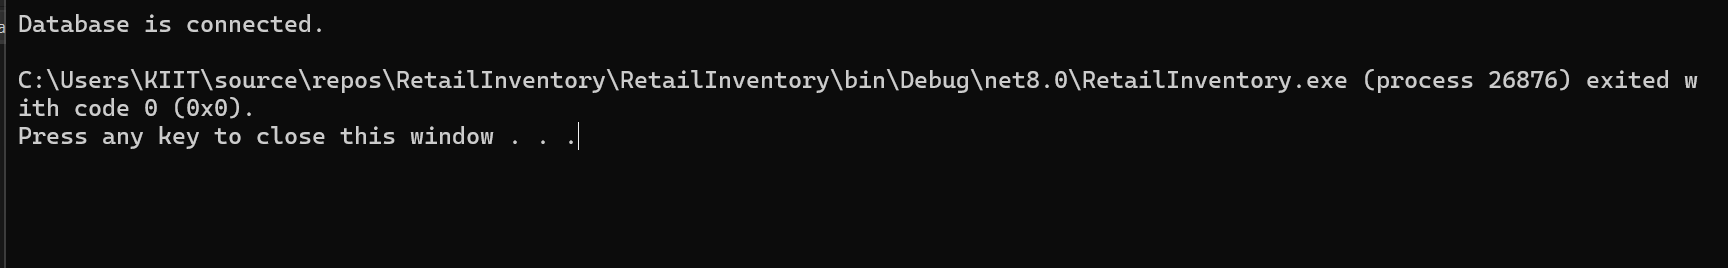 Database is connected.
C:\Users\KIIT\source\repos\RetailInventory\RetailInventory\bin\Debug\net8.0\RetailInventory.exe (process 26876) exited w
ith code 0 (0x0).
Press any key to close this window . . .